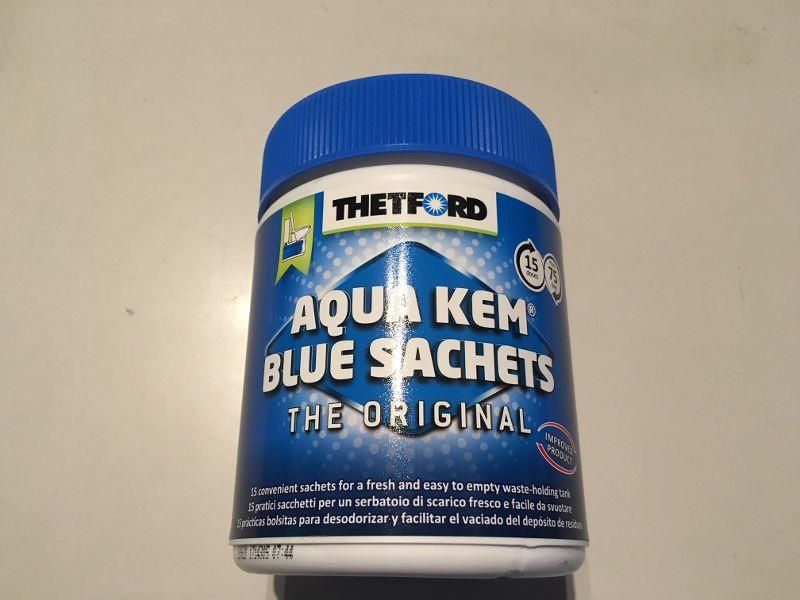 THETFORD
15
doses
75
AQUA KEM®
BLUE SACHETS
THE ORIGINAL
IMPROVED
PRODUCT!
15 convenient sachets for a fresh and easy to empty waste-holding tank
15 pratici sacchetti per un serbatoio di scarico fresco e facile da svuotare
15 prácticas bolsitas para desodorizar y facilitar el vaciado del depósito de residuos